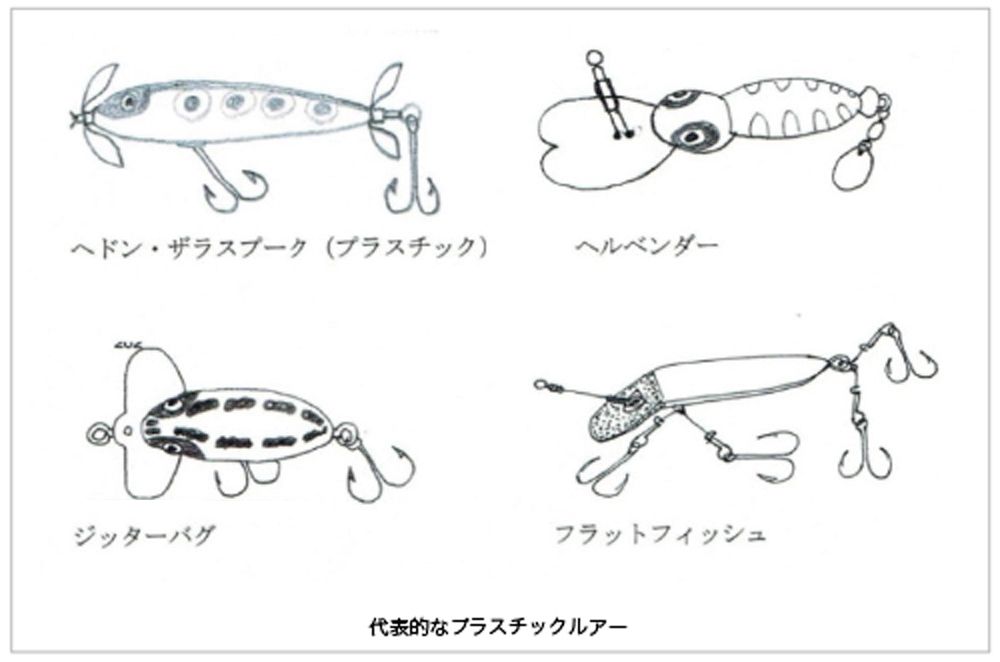 ヘドン・ザラスプーク（プラスチック）
ヘルベンダー
ジッターバグ
フラットフィッシュ
代表的なプラスチックルアー